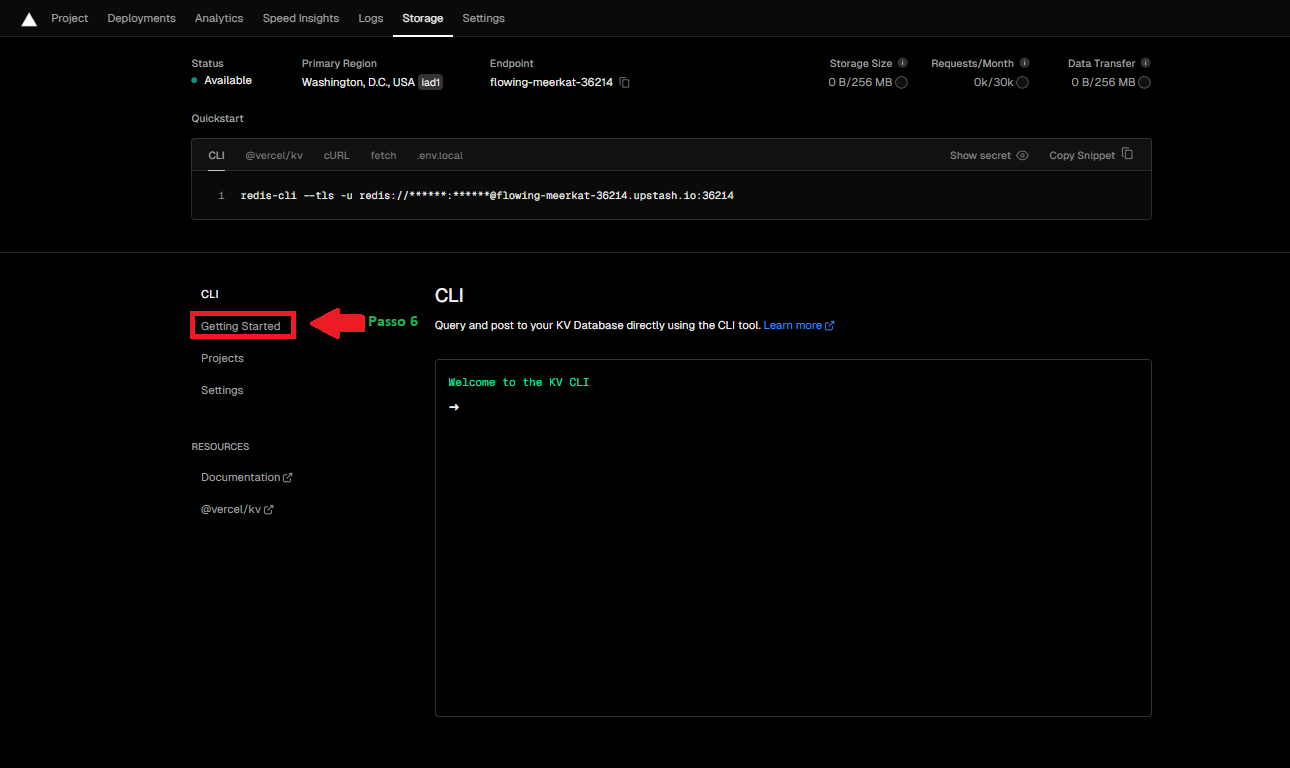 Project Deployments Analytics Speed Insights Logs Storage Settings
Status Primary Region Endpoint Storage Size Requests/Month Data Transfer
Available Washington, D.C., USA iad1 flowing-meerkat-36214 0 B/256 MB 0k/30k 0 B/256 MB
Quickstart
CLI @vercel/kv cURL fetch .env.local Show secret Copy Snippet
1 redis-cli --tls -u redis://******:******@flowing-meerkat-36214.upstash.io:36214
CLI
Getting Started
Passo 6
Projects
Settings
RESOURCES
Documentation
@vercel/kv
CLI
Query and post to your KV Database directly using the CLI tool. Learn more
Welcome to the KV CLI
➜